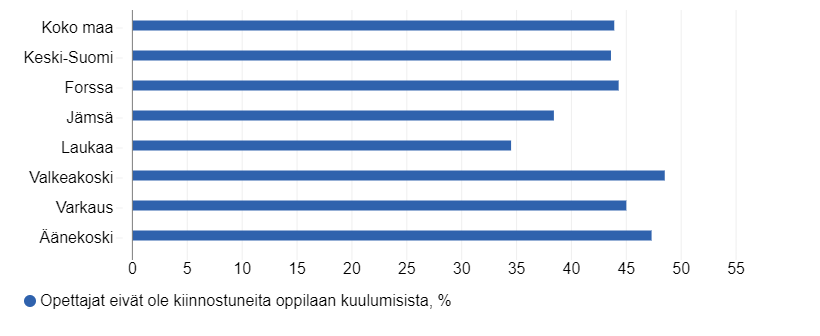 Koko maa
Keski-Suomi
Forssa
Jämsä
Laukaa
Valkeakoski
Varkaus
Äänekoski
0 5 10 15 20 25 30 35 40 45 50 55
Opettajat eivät ole kiinnostuneita oppilaan kuulumisista, %